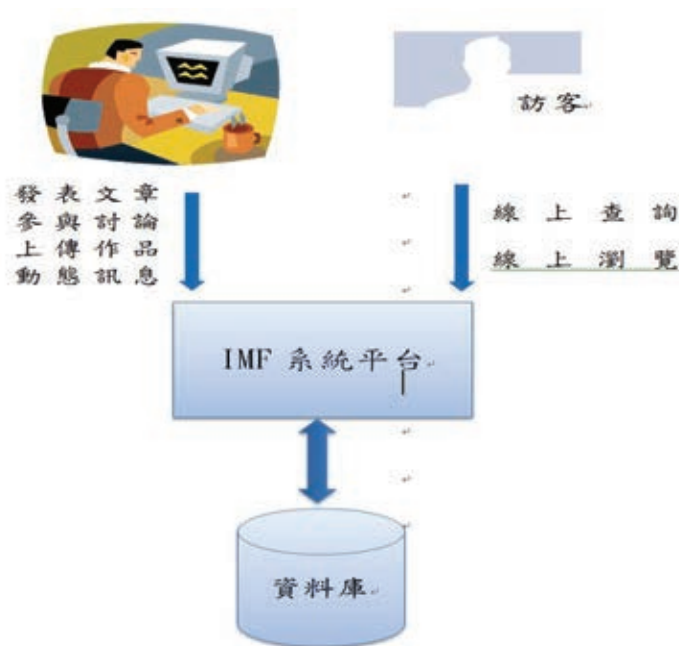 訪客
發表文章
參與討論
上傳作品
動態訊息
線上查詢
線上瀏覽
IMF 系統平台
資料庫